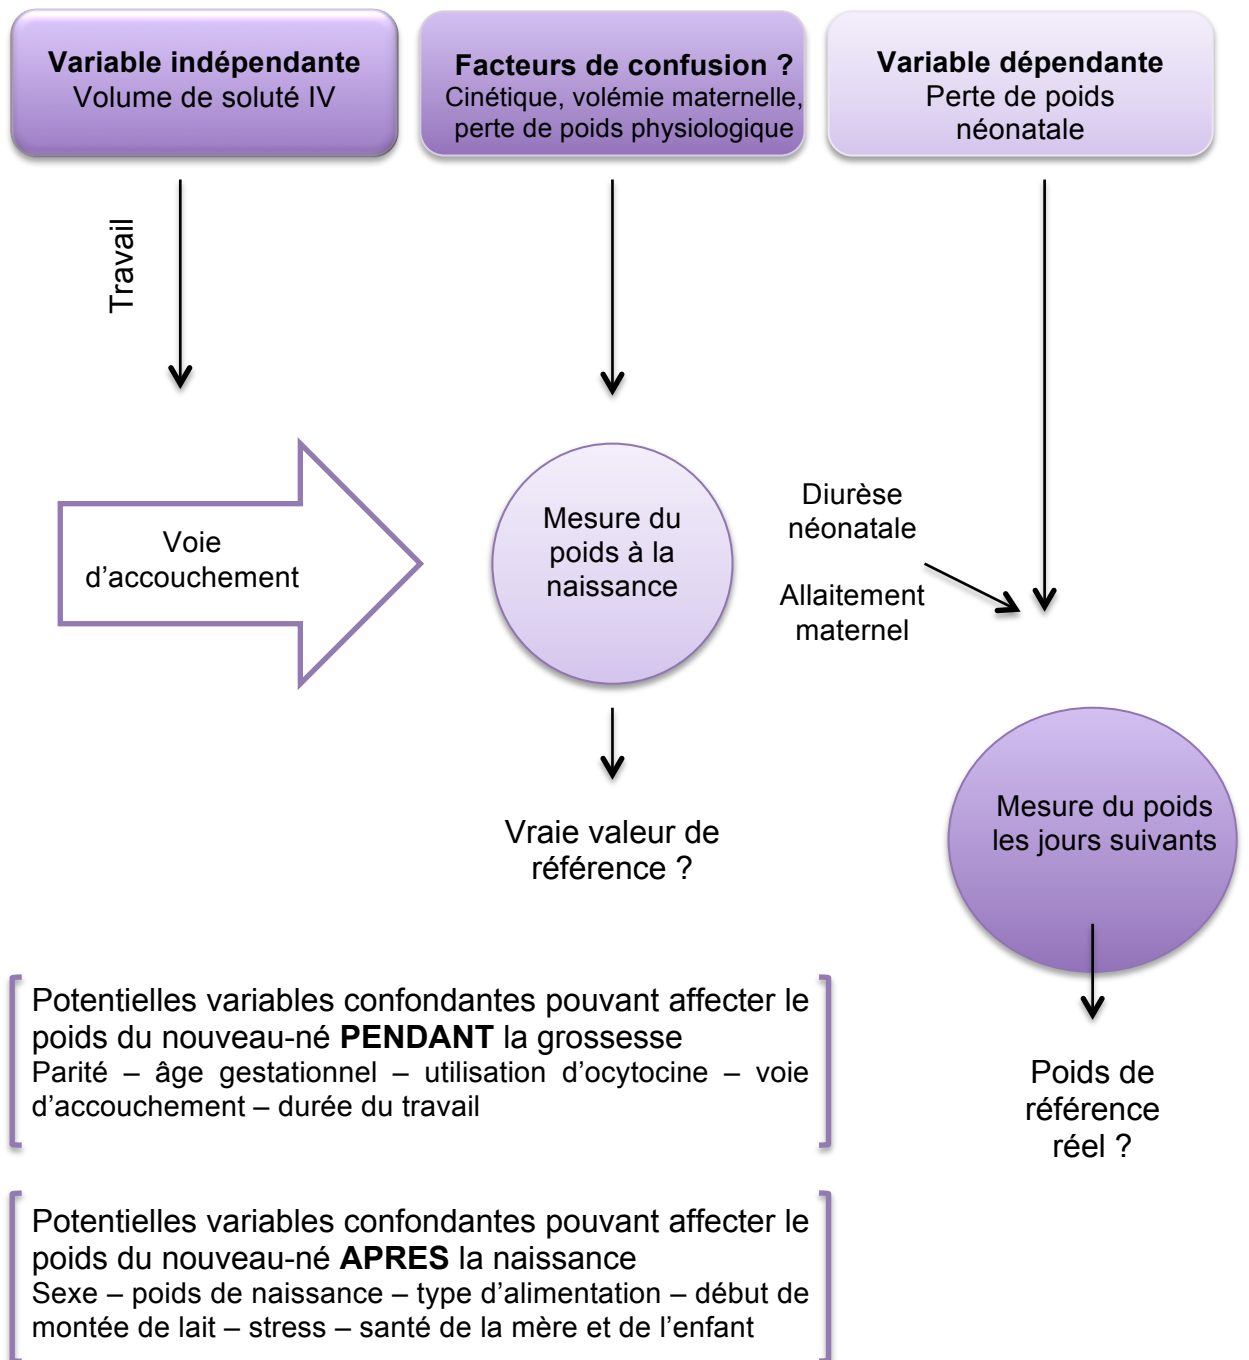 Variable indépendante
Volume de soluté IV
Facteurs de confusion ?
Cinétique, volémie maternelle,
perte de poids physiologique
Variable dépendante
Perte de poids
néonatale
Travail
Voie
d’accouchement
Mesure du
poids à la
naissance
Diurèse
néonatale
Allaitement
maternel
Vraie valeur de
référence ?
Mesure du poids
les jours suivants
Poids de
référence
réel ?
Potentielles variables confondantes pouvant affecter le
poids du nouveau-né PENDANT la grossesse
Parité – âge gestationnel – utilisation d’ocytocine – voie
d’accouchement – durée du travail
Potentielles variables confondantes pouvant affecter le
poids du nouveau-né APRES la naissance
Sexe – poids de naissance – type d’alimentation – début de
montée de lait – stress – santé de la mère et de l’enfant